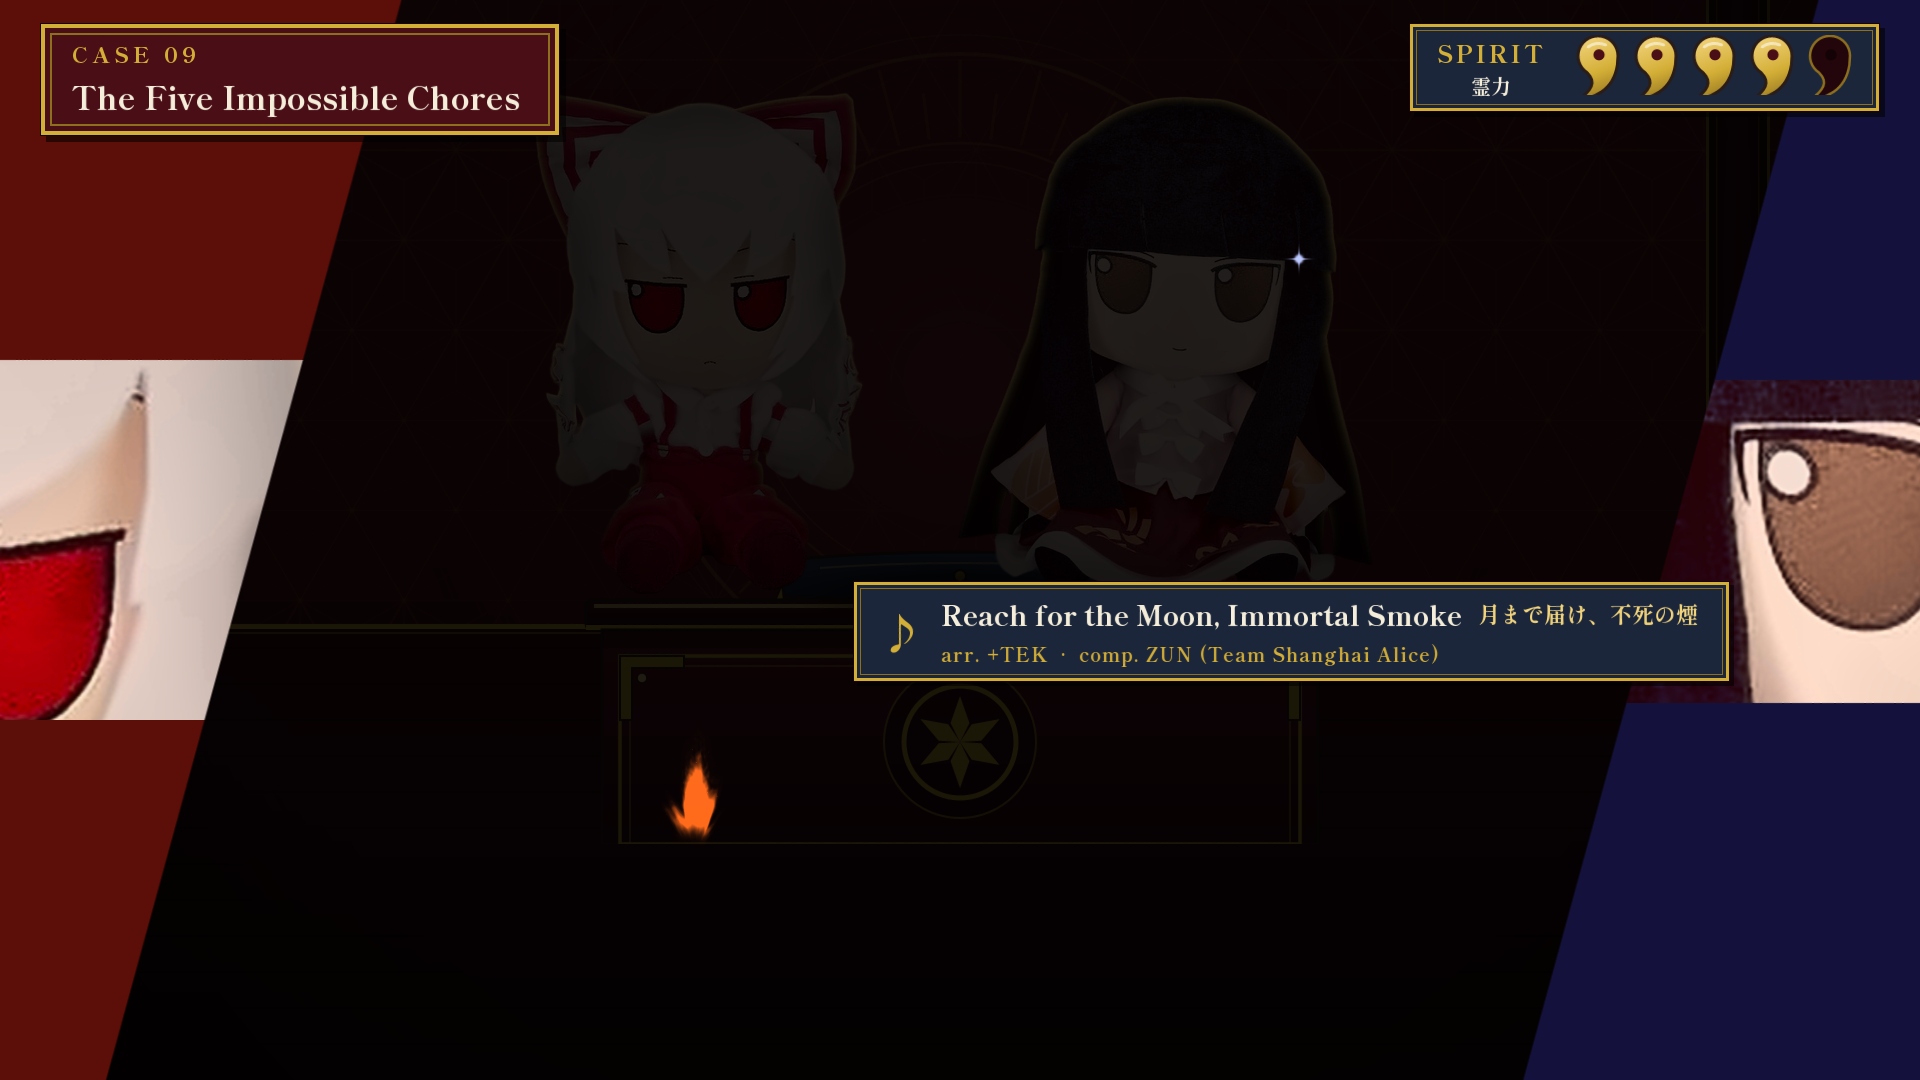 CASE 09
The Five Impossible Chores
SPIRIT
霊力
Reach for the Moon, Immortal Smoke 月まで届け、不死の煙
arr. +TEK · comp. ZUN (Team Shanghai Alice)